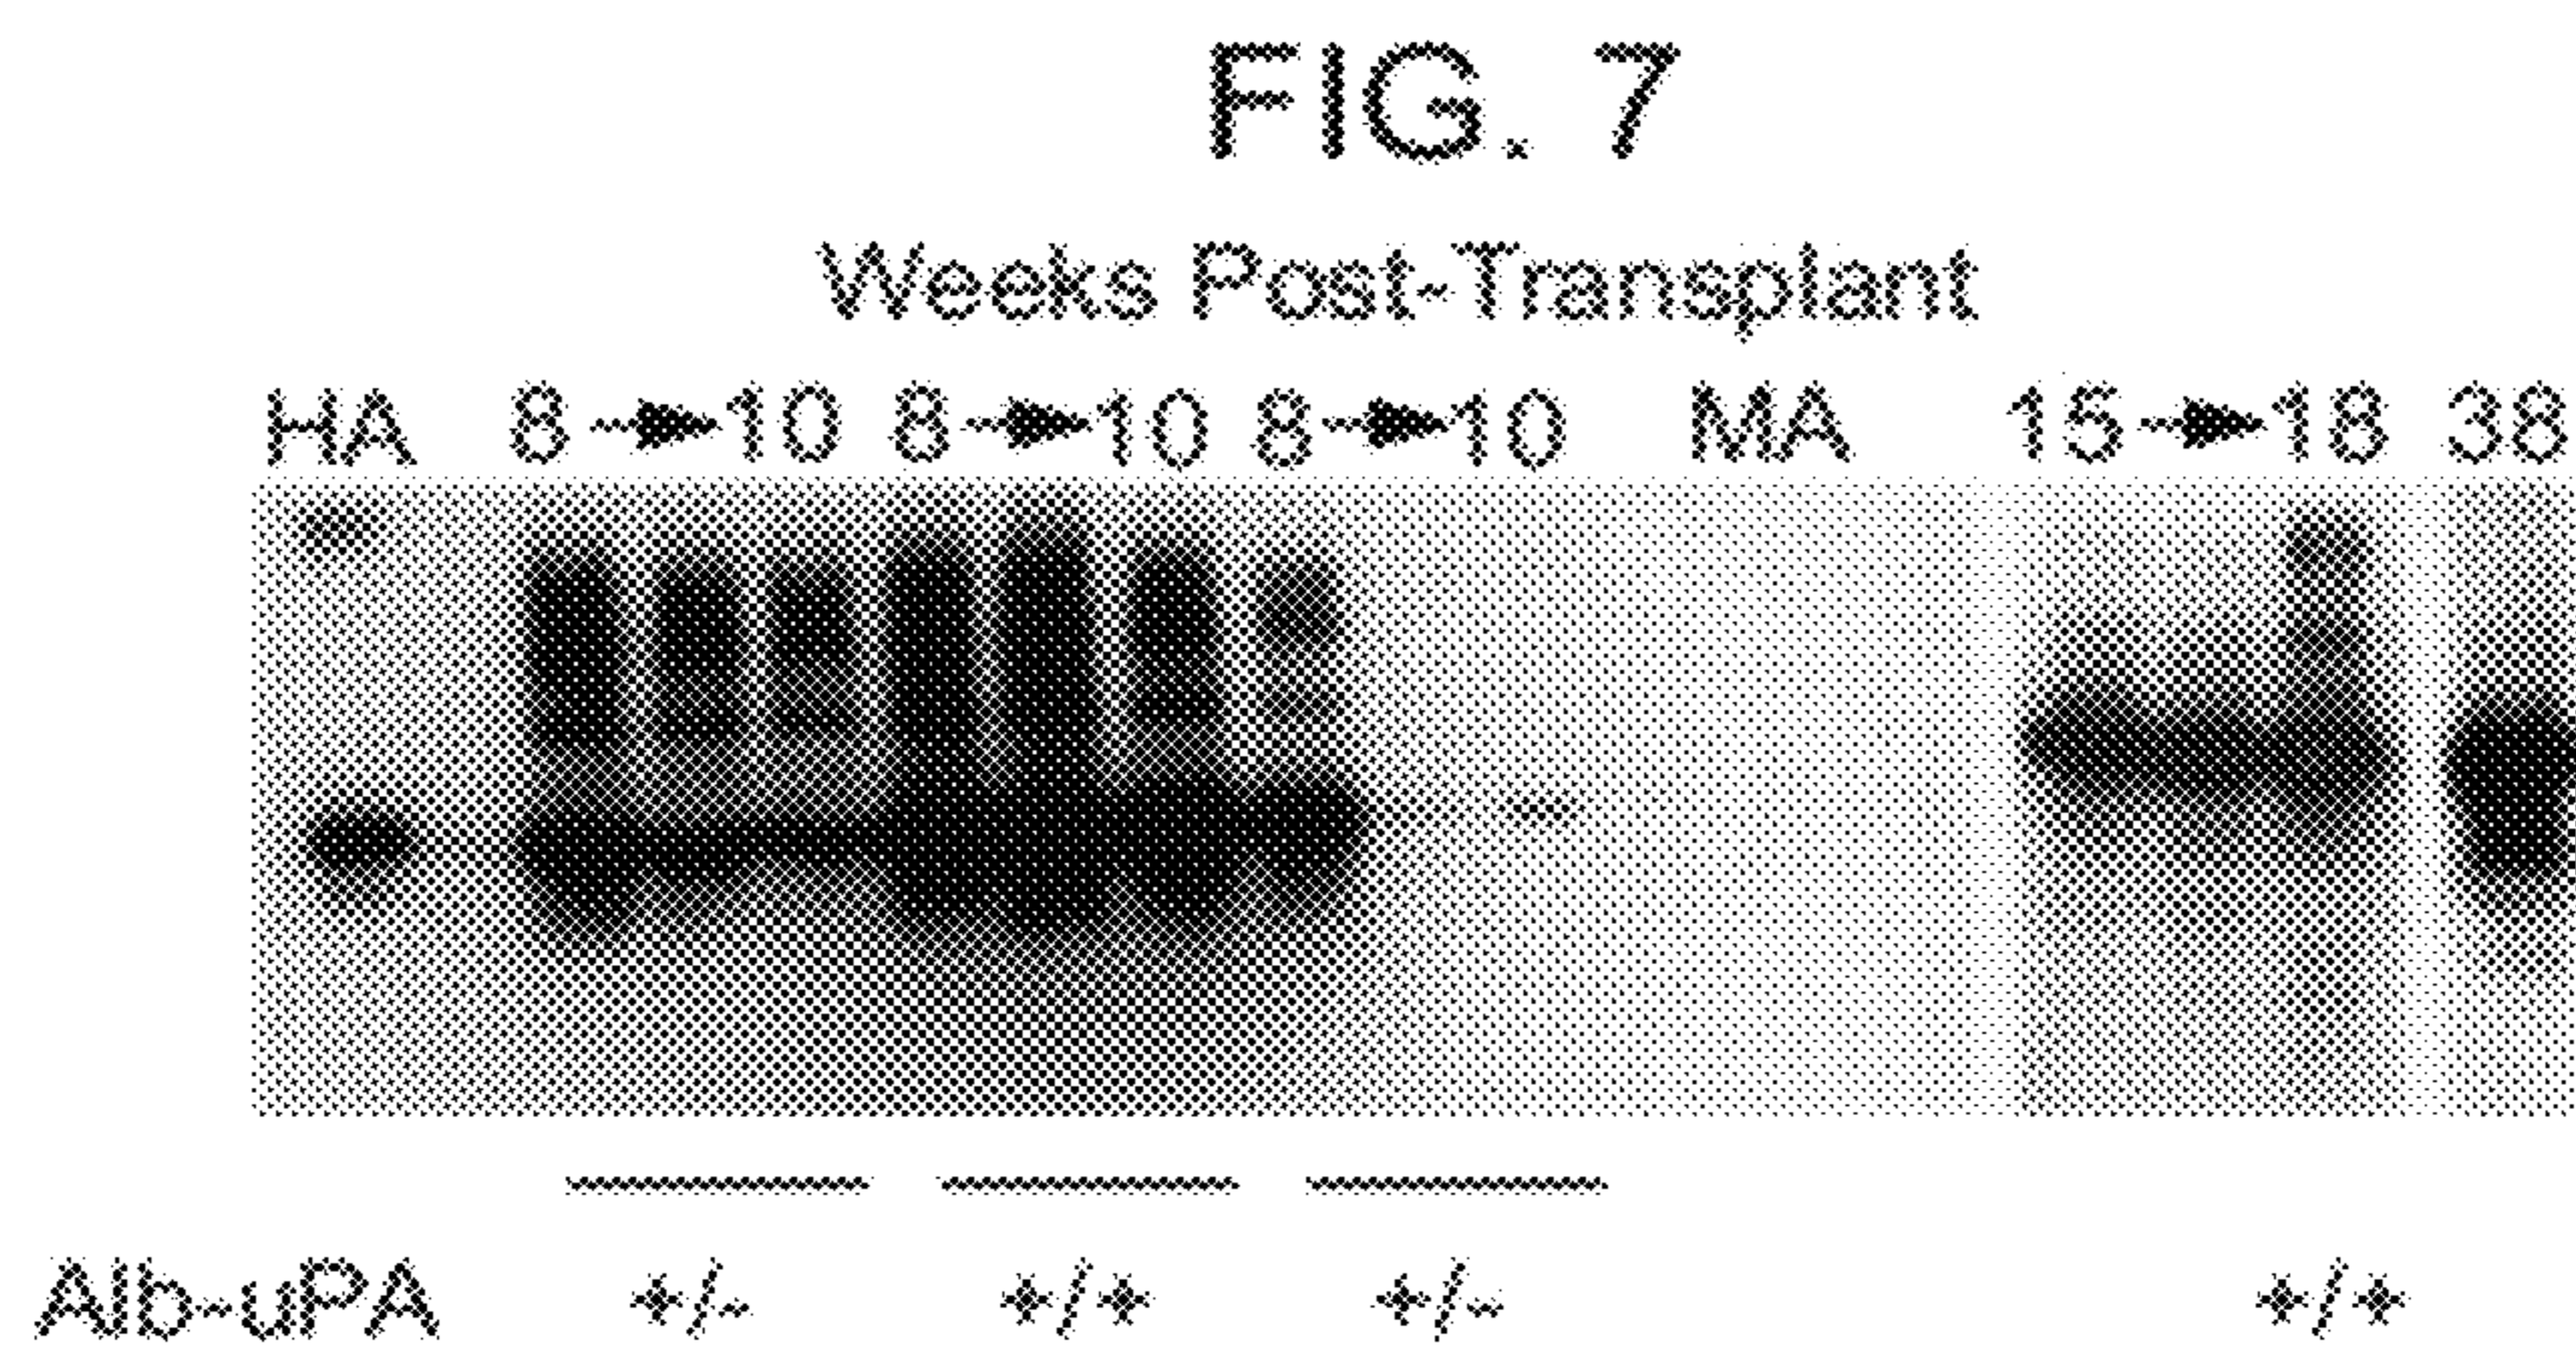 FIG. 7
Weeks Post-Transplant
HA 8→10 8→10 8→10 MA 15→18 38
Alb-uPA +/- +/+ +/- +/+